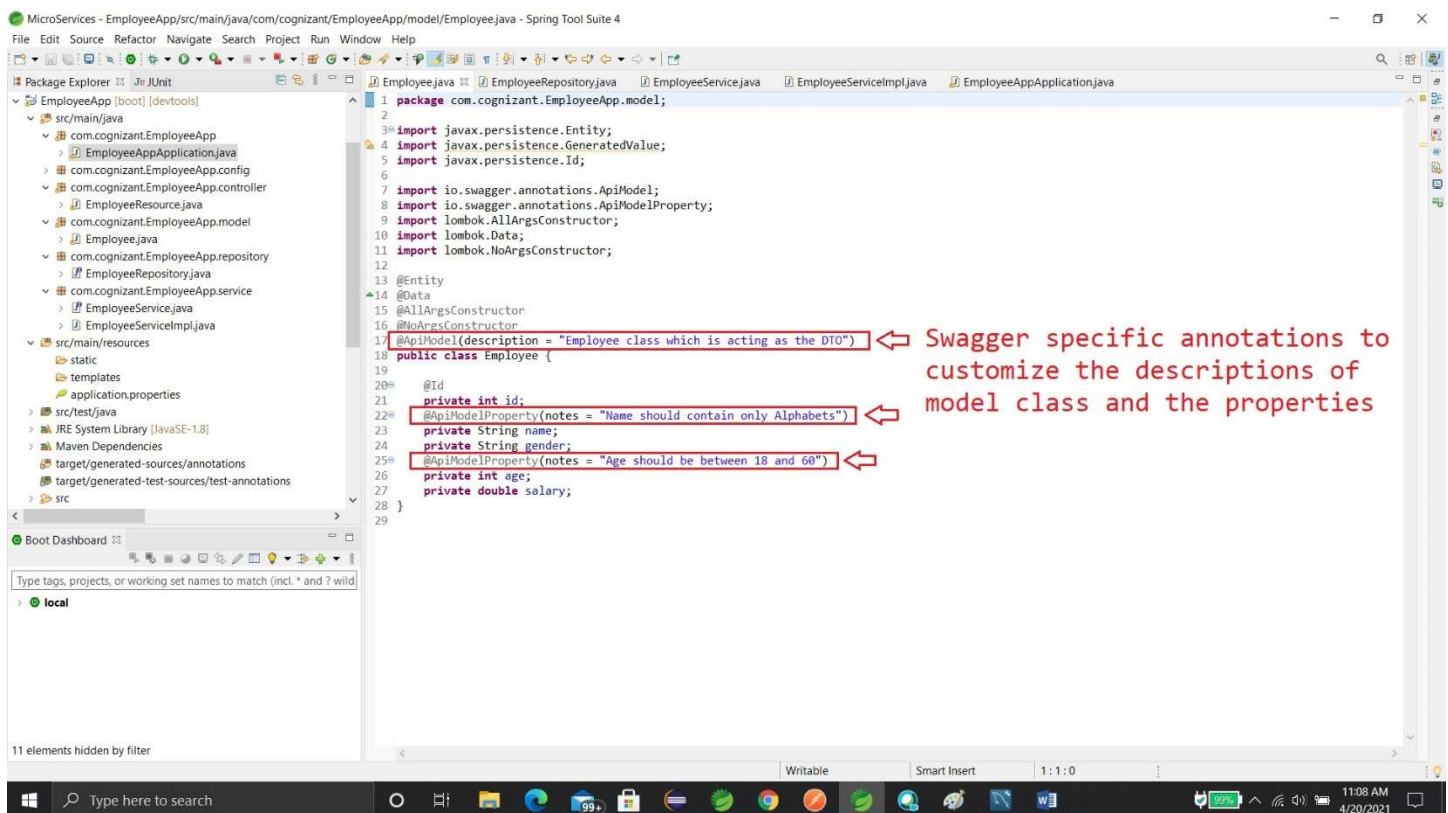 MicroServices - EmployeeApp/src/main/java/com/cognizant/EmployeeApp/model/Employee.java - Spring Tool Suite 4
File Edit Source Refactor Navigate Search Project Run Window Help
Package Explorer JUnit
EmployeeApp [boot] [devtools]
src/main/java
com.cognizant.EmployeeApp
EmployeeAppApplication.java
com.cognizant.EmployeeApp.config
com.cognizant.EmployeeApp.controller
EmployeeResource.java
com.cognizant.EmployeeApp.model
Employee.java
com.cognizant.EmployeeApp.repository
EmployeeRepository.java
com.cognizant.EmployeeApp.service
EmployeeService.java
EmployeeServiceImpl.java
src/main/resources
static
templates
application.properties
src/test/java
JRE System Library [JavaSE-1.8]
Maven Dependencies
target/generated-sources/annotations
target/generated-test-sources/test-annotations
src
Boot Dashboard
Type tags, projects, or working set names to match (incl. * and ? wild
local
11 elements hidden by filter
Employee.java EmployeeRepository.java EmployeeService.java EmployeeServiceImpl.java EmployeeAppApplication.java
1 package com.cognizant.EmployeeApp.model;
2
3 import javax.persistence.Entity;
4 import javax.persistence.GeneratedValue;
5 import javax.persistence.Id;
6
7 import io.swagger.annotations.ApiModel;
8 import io.swagger.annotations.ApiModelProperty;
9 import lombok.AllArgsConstructor;
10 import lombok.Data;
11 import lombok.NoArgsConstructor;
12
13 @Entity
14 @Data
15 @AllArgsConstructor
16 @NoArgsConstructor
17 @ApiModel(description = "Employee class which is acting as the DTO")
18 public class Employee {
19
20 @Id
21 private int id;
22 @ApiModelProperty(notes = "Name should contain only Alphabets")
23 private String name;
24 private String gender;
25 @ApiModelProperty(notes = "Age should be between 18 and 60")
26 private int age;
27 private double salary;
28 }
29
Swagger specific annotations to
customize the descriptions of
model class and the properties
Writable Smart Insert 1 : 1 : 0
Type here to search
99+
99%
11:08 AM
4/20/2021